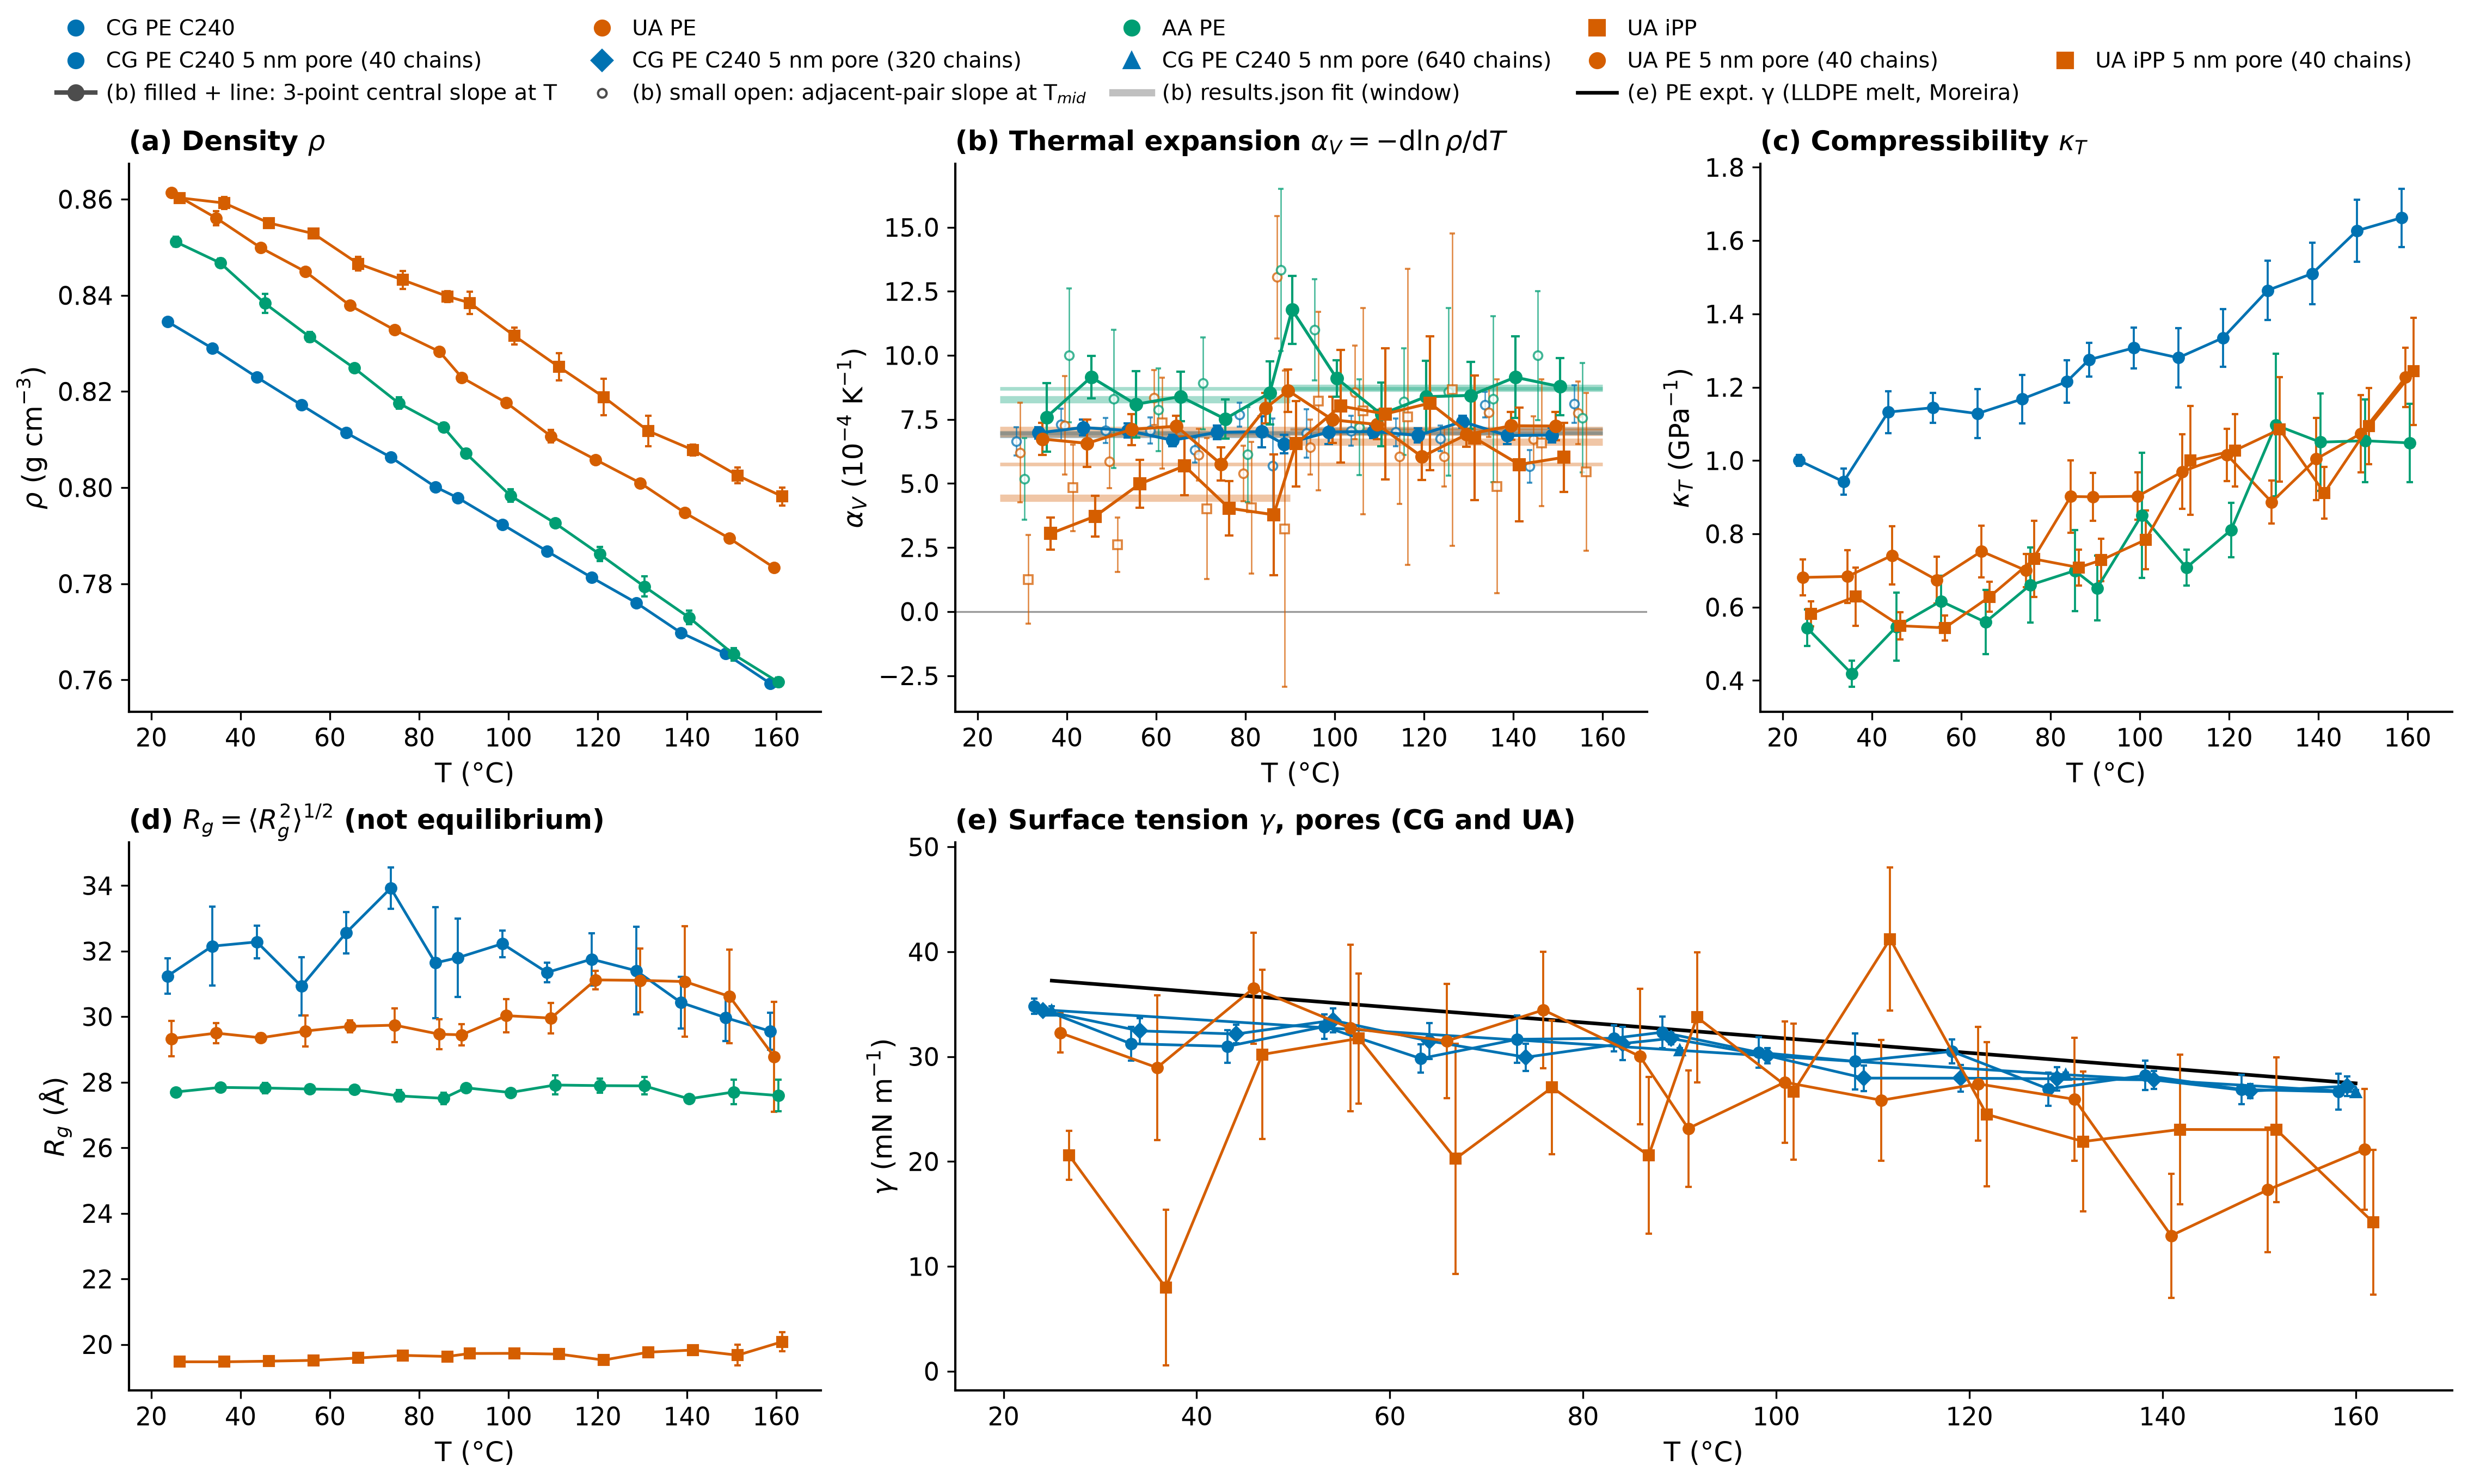 CG PE C240
UA PE
AA PE
UA iPP
CG PE C240 5 nm pore (40 chains)
CG PE C240 5 nm pore (320 chains)
CG PE C240 5 nm pore (640 chains)
UA PE 5 nm pore (40 chains)
UA iPP 5 nm pore (40 chains)
(b) filled + line: 3-point central slope at T
(b) small open: adjacent-pair slope at T_mid
(b) results.json fit (window)
(e) PE expt. γ (LLDPE melt, Moreira)
(a) Density ρ
ρ (g cm⁻³)
0.86
0.84
0.82
0.80
0.78
0.76
20 40 60 80 100 120 140 160
T (°C)
(b) Thermal expansion α_V = −dln ρ/dT
α_V (10⁻⁴ K⁻¹)
15.0
12.5
10.0
7.5
5.0
2.5
0.0
−2.5
20 40 60 80 100 120 140 160
T (°C)
(c) Compressibility κ_T
κ_T (GPa⁻¹)
1.8
1.6
1.4
1.2
1.0
0.8
0.6
0.4
20 40 60 80 100 120 140 160
T (°C)
(d) R_g = ⟨R_g²⟩^{1/2} (not equilibrium)
R_g (Å)
34
32
30
28
26
24
22
20
20 40 60 80 100 120 140 160
T (°C)
(e) Surface tension γ, pores (CG and UA)
γ (mN m⁻¹)
50
40
30
20
10
0
20 40 60 80 100 120 140 160
T (°C)